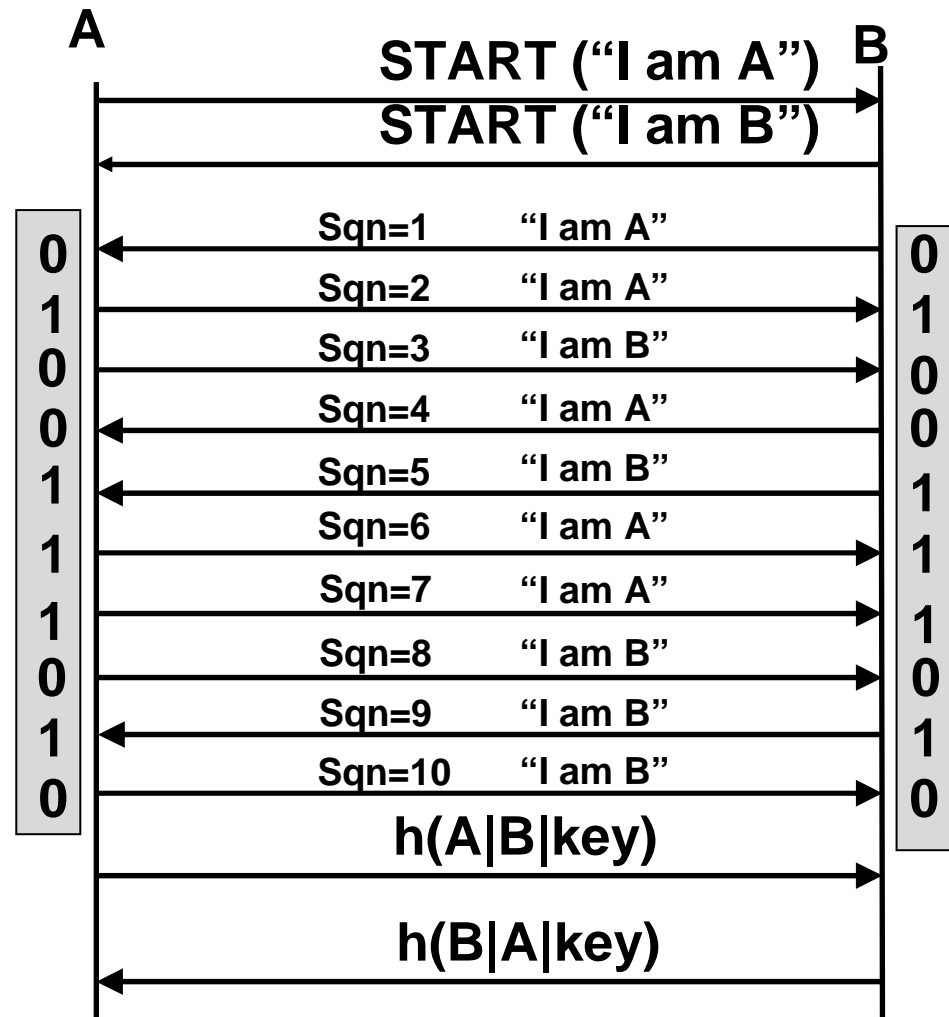 A
B
START (“I am A”)
START (“I am B”)
0 Sqn=1 “I am A” 0
1 Sqn=2 “I am A” 1
0 Sqn=3 “I am B” 0
0 Sqn=4 “I am A” 0
1 Sqn=5 “I am B” 1
1 Sqn=6 “I am A” 1
1 Sqn=7 “I am A” 1
0 Sqn=8 “I am B” 0
1 Sqn=9 “I am B” 1
0 Sqn=10 “I am B” 0
h(A|B|key)
h(B|A|key)